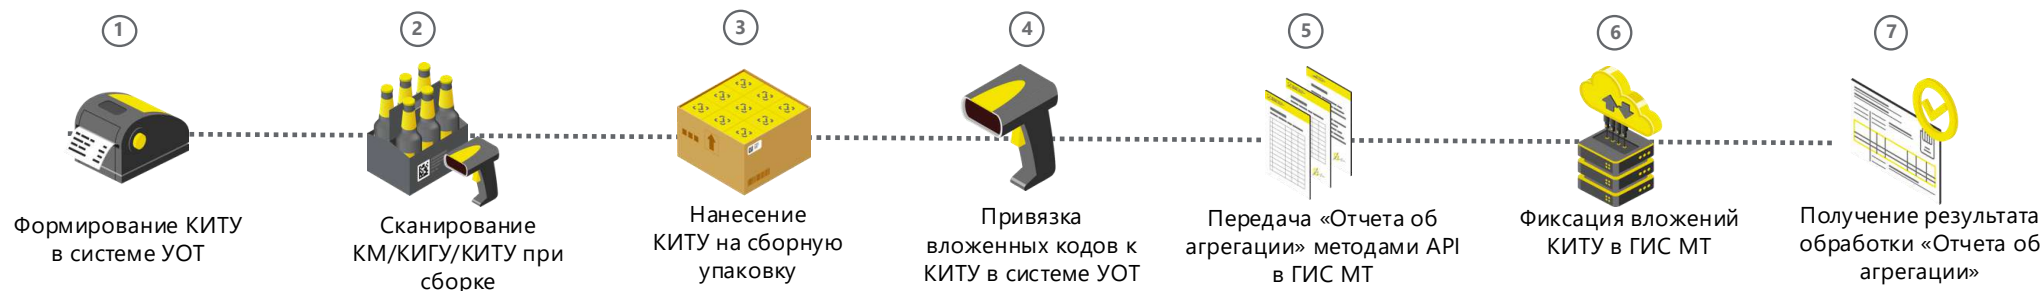 1
Формирование КИТУ
в системе УОТ
2
Сканирование
КМ/КИГУ/КИТУ при
сборке
3
Нанесение
КИТУ на сборную
упаковку
4
Привязка
вложенных кодов к
КИТУ в системе УОТ
5
Передача «Отчета об
агрегации» методами API
в ГИС МТ
6
Фиксация вложений
КИТУ в ГИС МТ
7
Получение результата
обработки «Отчета об
агрегации»